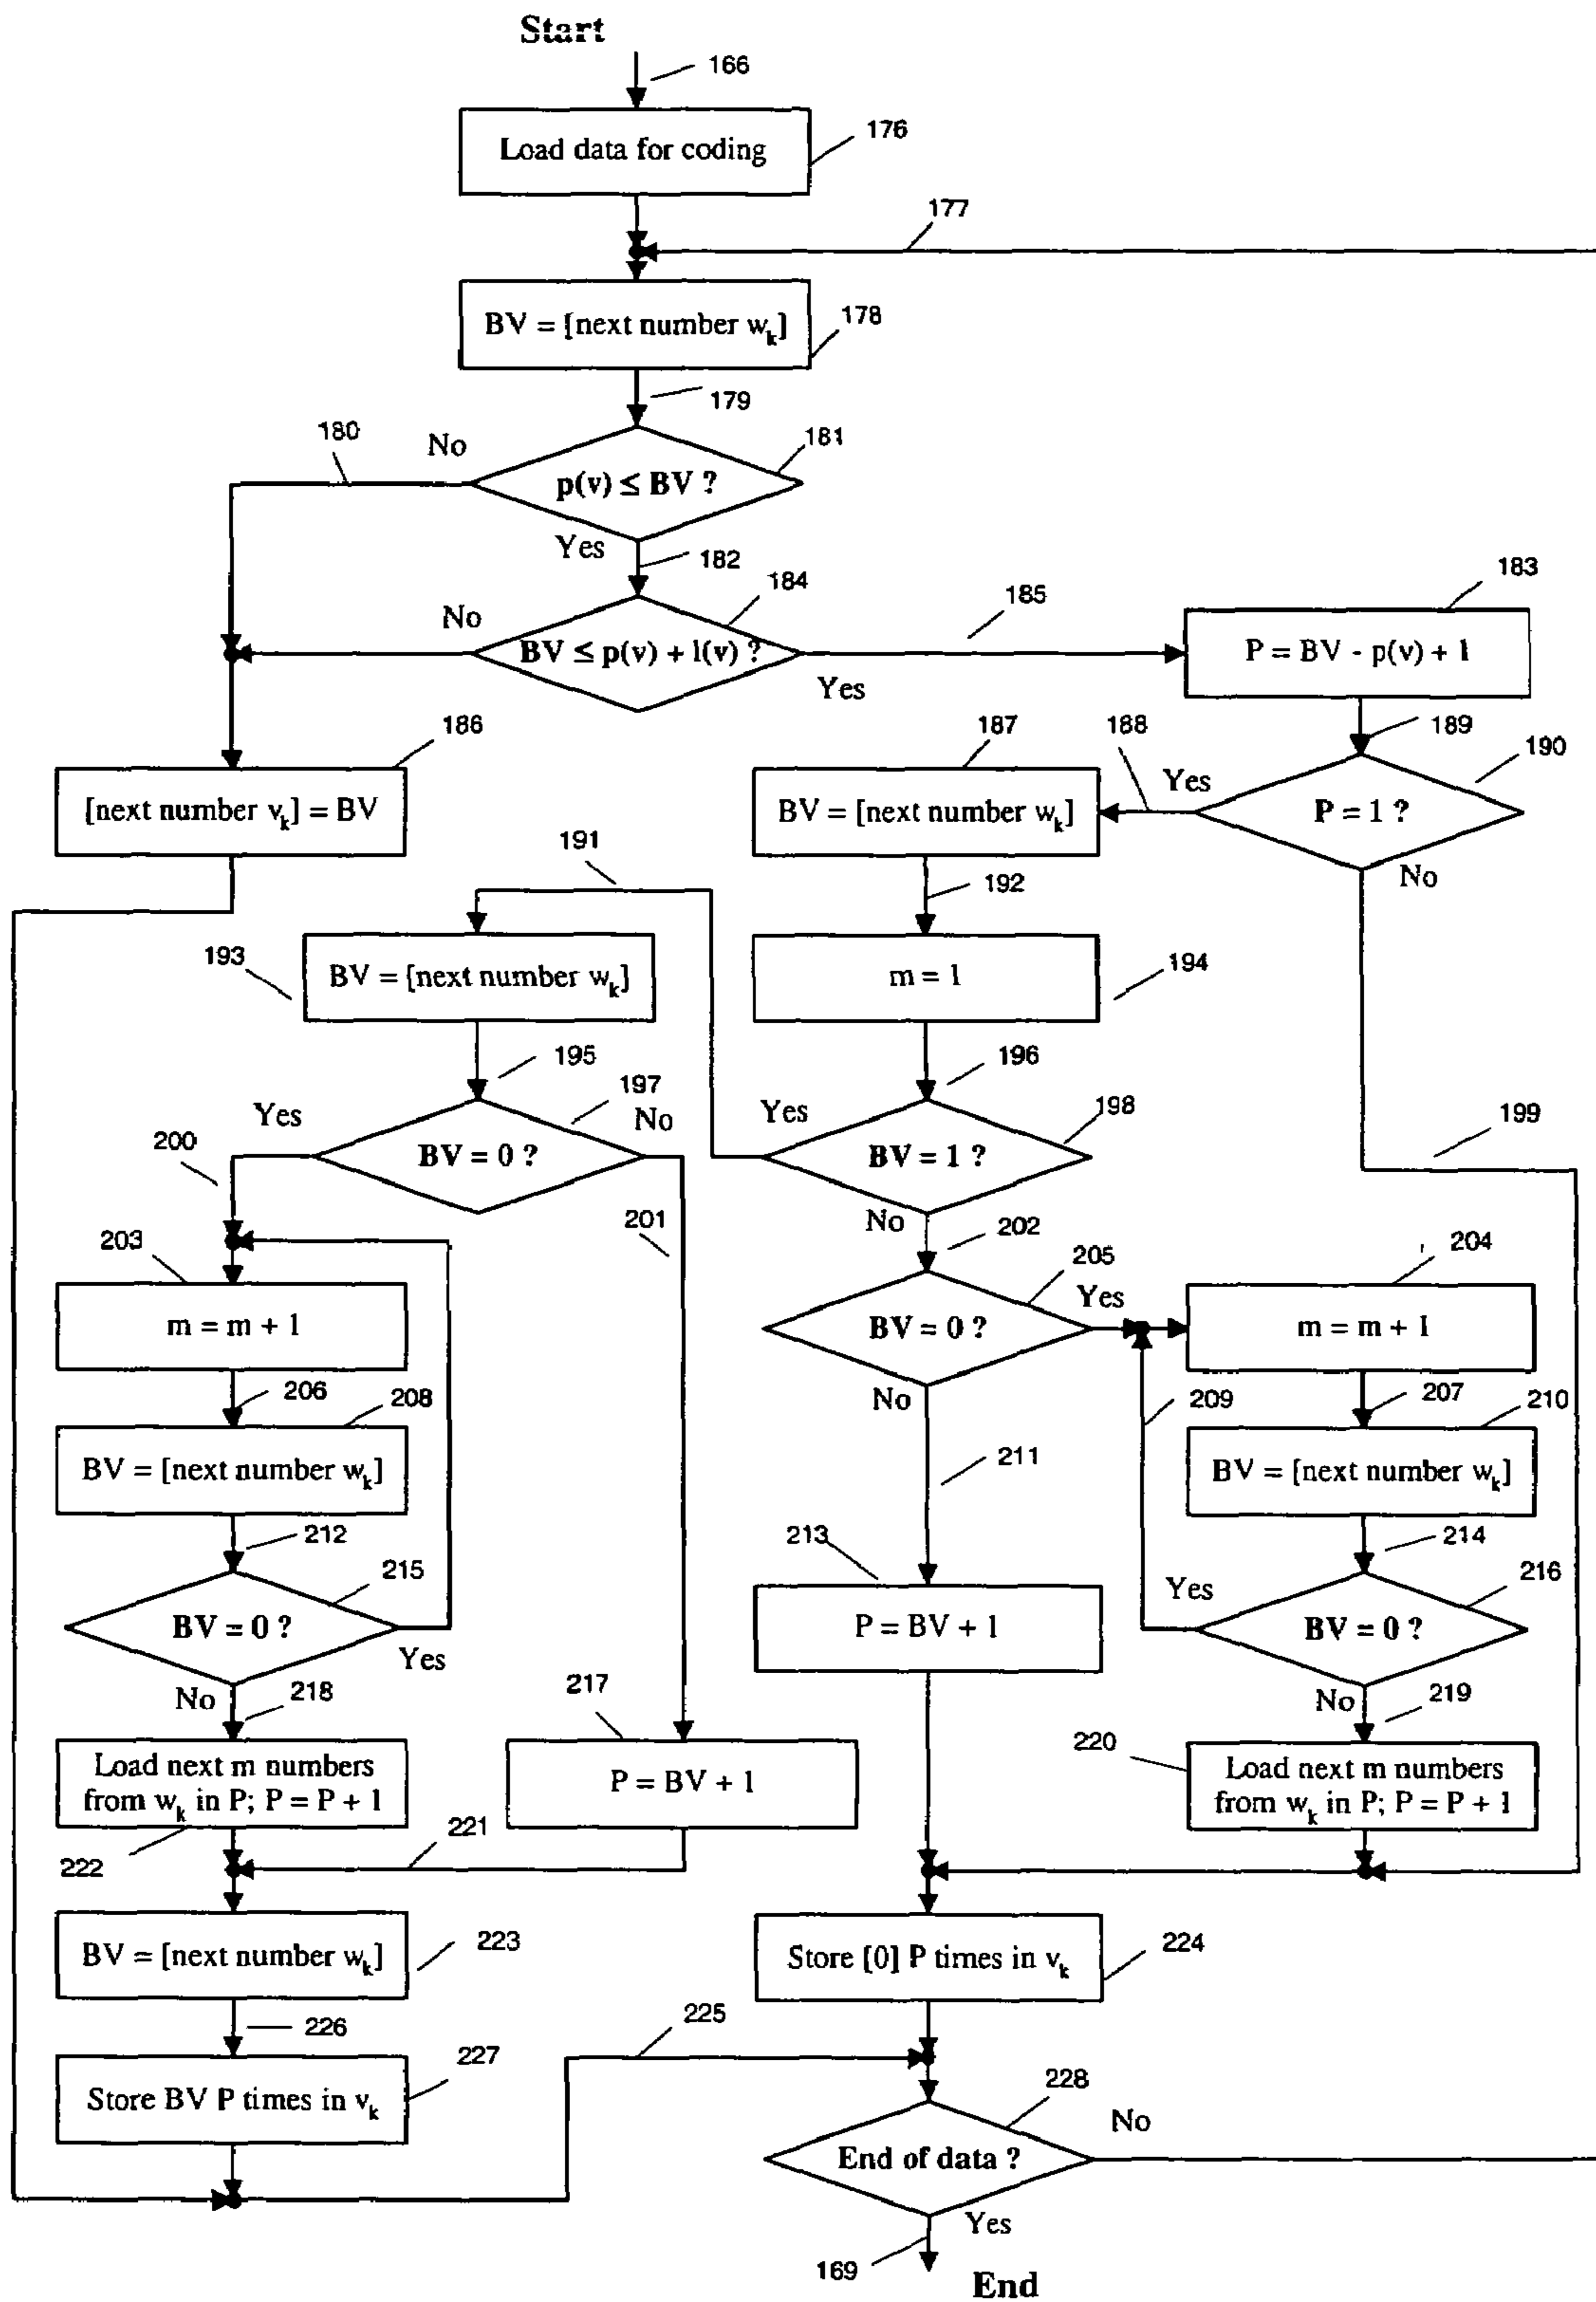 Start
166
Load data for coding
176
177
BV = [next number wk]
178
179
180
No
181
p(v) ≤ BV ?
Yes
182
184
No
BV ≤ p(v) + l(v) ?
185
Yes
183
P = BV - p(v) + 1
186
[next number vk] = BV
187
BV = [next number wk]
188
189
190
Yes
P = 1 ?
No
191
192
193
BV = [next number wk]
m = 1
194
195
196
197
Yes
No
BV = 0 ?
198
Yes
BV = 1 ?
No
199
200
201
202
203
m = m + 1
205
Yes
BV = 0 ?
No
204
m = m + 1
206
208
BV = [next number wk]
209
207
210
BV = [next number wk]
211
212
215
BV = 0 ?
Yes
No
218
213
P = BV + 1
214
216
Yes
BV = 0 ?
No
219
Load next m numbers
from wk in P; P = P + 1
222
217
P = BV + 1
220
Load next m numbers
from wk in P; P = P + 1
221
BV = [next number wk]
223
Store [0] P times in vk
224
226
225
227
Store BV P times in vk
228
End of data ?
No
Yes
169
End